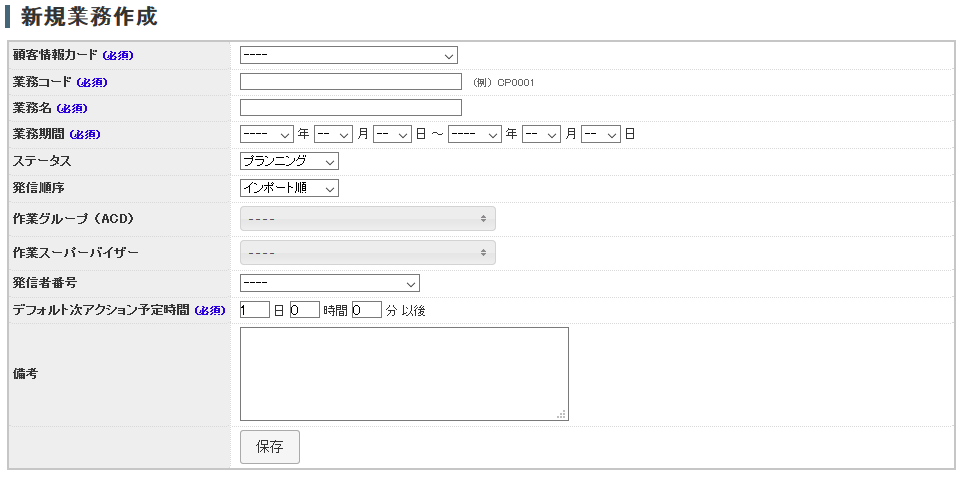 新規業務作成
顧客情報カード (必須) ----
業務コード (必須) （例）CP0001
業務名 (必須)
業務期間 (必須) ---- 年 -- 月 -- 日 ～ ---- 年 -- 月 -- 日
ステータス プランニング
発信順序 インポート順
作業グループ（ACD） ----
作業スーパーバイザー ----
発信者番号 ----
デフォルト次アクション予定時間 (必須) 1 日 0 時間 0 分 以後
備考
保存